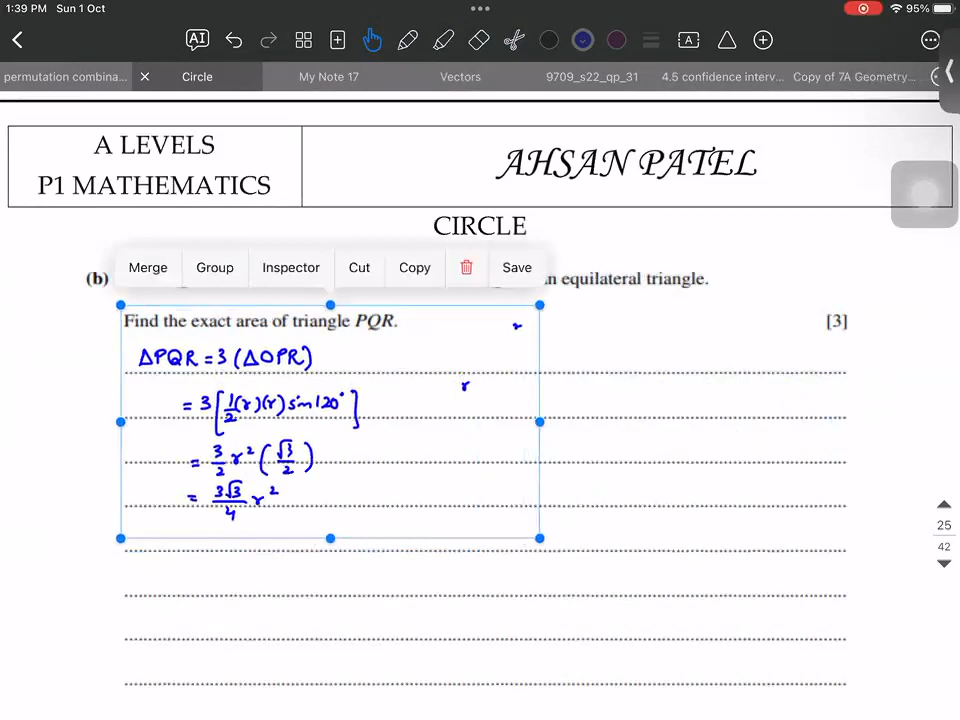 1:39 PM Sun 1 Oct
95%
permutation combina...
Circle
My Note 17
Vectors
9709_s22_qp_31
4.5 confidence interv...
Copy of 7A Geometry...
A LEVELS
P1 MATHEMATICS
AHSAN PATEL
CIRCLE
Merge Group Inspector Cut Copy Save
(b) n equilateral triangle.
Find the exact area of triangle PQR. [3]
r
ΔPQR = 3 (ΔOPR)
r
= 3 [ 1/2 (r)(r) sin 120° ]
= 3/2 r² (√3/2)
= 3√3/4 r²
25
42